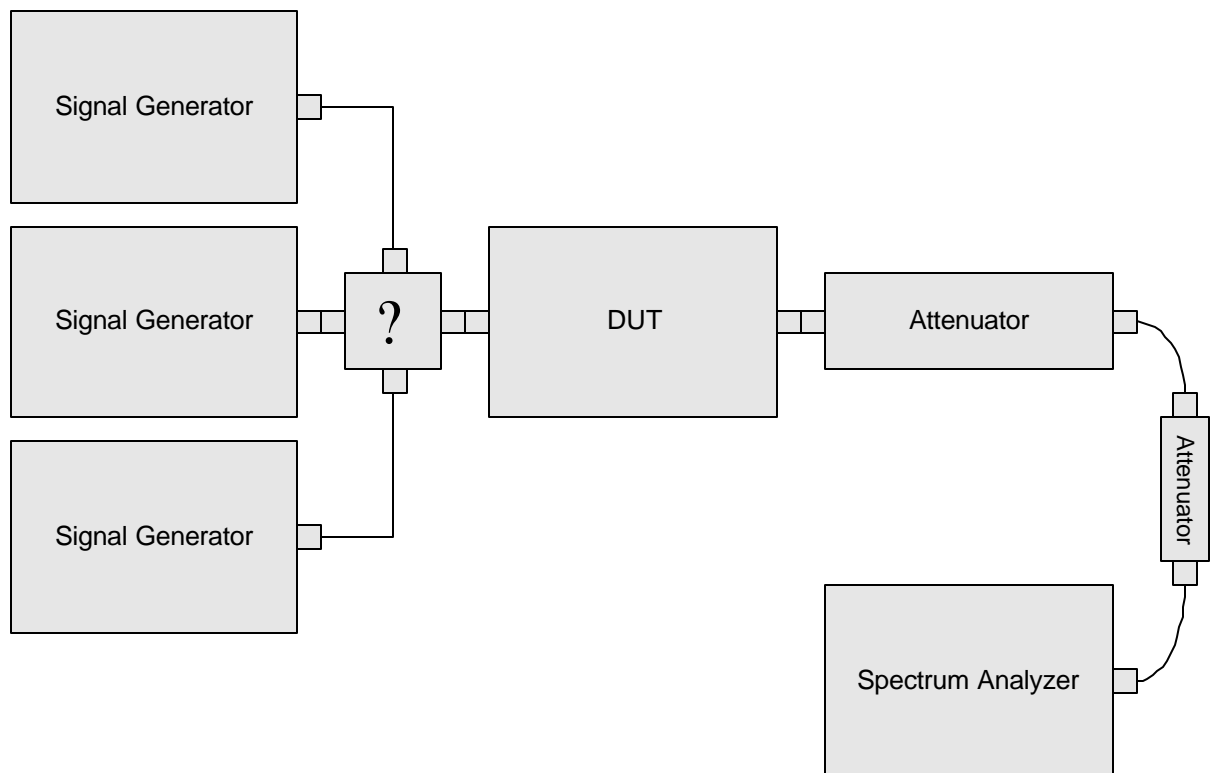 Signal Generator
Signal Generator
?
DUT
Attenuator
Attenuator
Signal Generator
Spectrum Analyzer